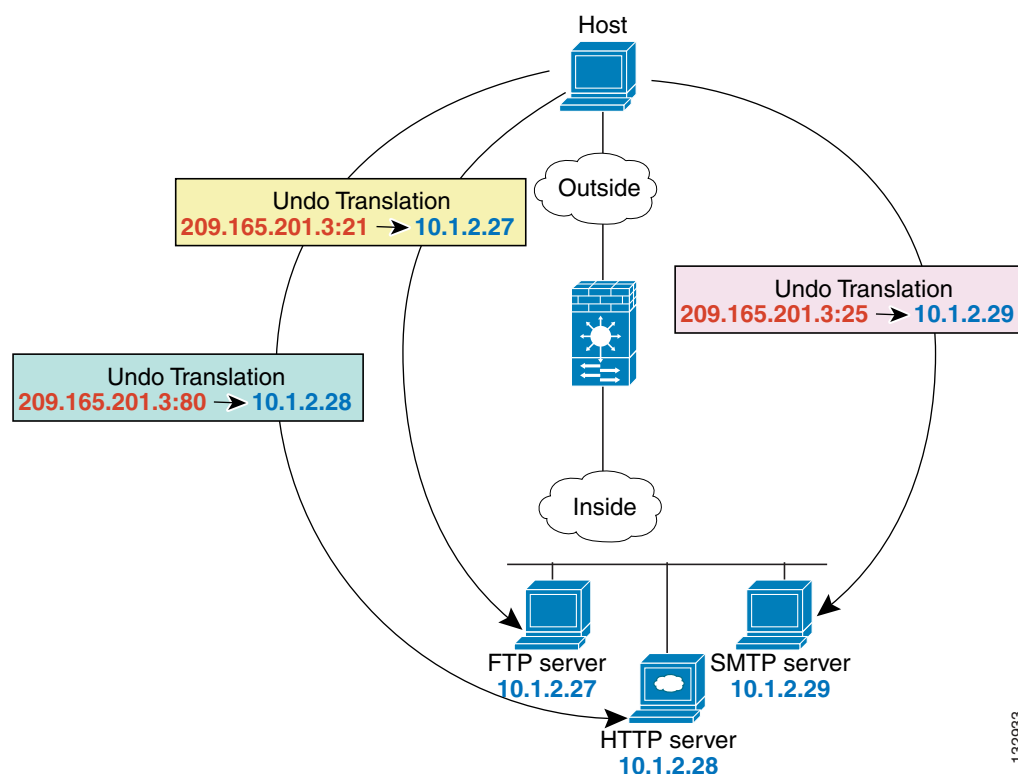 Host
Outside
Undo Translation
209.165.201.3:21 10.1.2.27
Undo Translation
209.165.201.3:25 10.1.2.29
Undo Translation
209.165.201.3:80 10.1.2.28
Inside
FTP server
10.1.2.27
SMTP server
10.1.2.29
HTTP server
10.1.2.28
132933